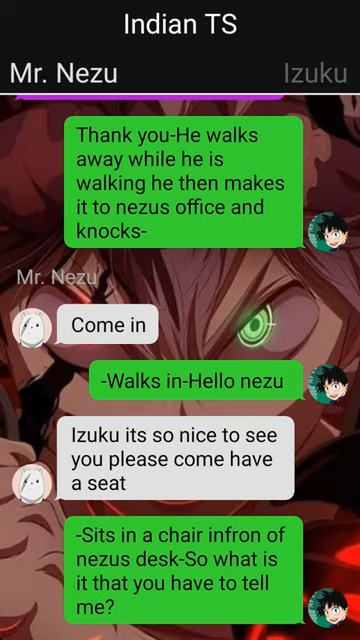 Indian TS
Mr. Nezu
Izuku
Thank you-He walks
away while he is
walking he then makes
it to nezus office and
knocks-
Mr. Nezu
Come in
-Walks in-Hello nezu
Izuku its so nice to see
you please come have
a seat
-Sits in a chair infron of
nezus desk-So what is
it that you have to tell
me?